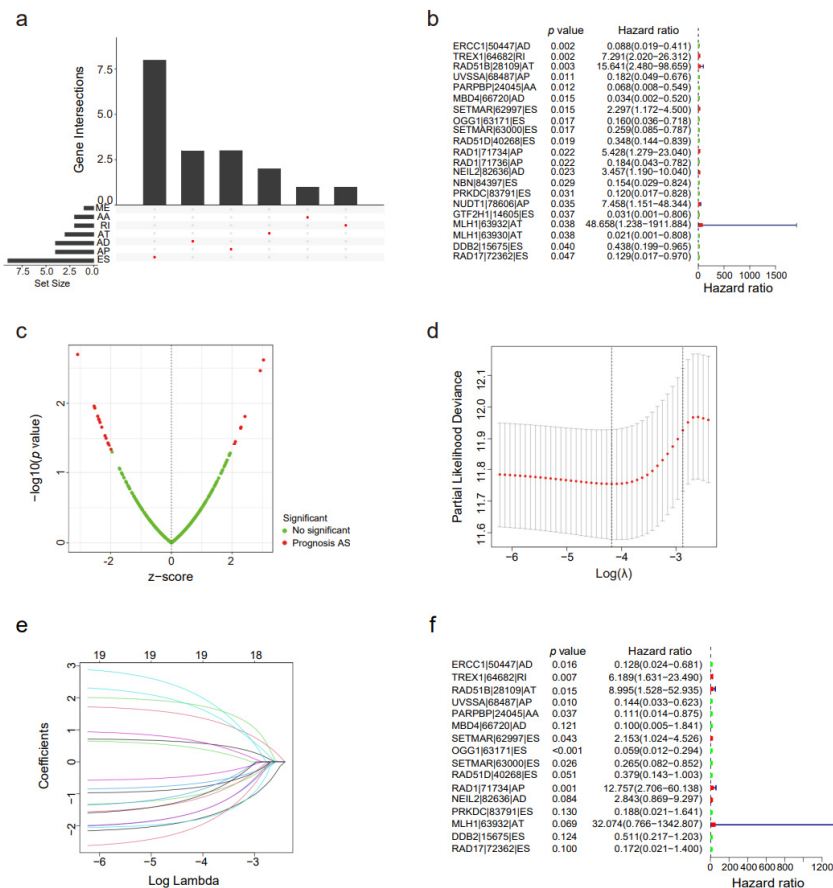 a
Gene Intersections
7.5
5.0
2.5
0.0
ME
AA
RI
AT
AD
AP
ES
7.5 5.0 2.5 0.0
Set Size
b
p value Hazard ratio
ERCC1|50447|AD 0.002 0.088(0.019−0.411)
TREX1|64682|RI 0.002 7.291(2.020−26.312)
RAD51B|28109|AT 0.003 15.641(2.480−98.659)
UVSSA|68487|AP 0.011 0.182(0.049−0.676)
PARPBP|24045|AA 0.012 0.068(0.008−0.549)
MBD4|66720|AD 0.015 0.034(0.002−0.520)
SETMAR|62997|ES 0.015 2.297(1.172−4.500)
OGG1|63171|ES 0.017 0.160(0.036−0.718)
SETMAR|63000|ES 0.017 0.259(0.085−0.787)
RAD51D|40268|ES 0.019 0.348(0.144−0.839)
RAD1|71734|AP 0.022 5.428(1.279−23.040)
RAD1|71736|AP 0.022 0.184(0.043−0.782)
NEIL2|82636|AD 0.023 3.457(1.190−10.040)
NBN|84397|ES 0.029 0.154(0.029−0.824)
PRKDC|83791|ES 0.031 0.120(0.017−0.828)
NUDT1|78606|AP 0.035 7.458(1.151−48.344)
GTF2H1|14605|ES 0.037 0.031(0.001−0.806)
MLH1|63932|AT 0.038 48.658(1.238−1911.884)
MLH1|63930|AT 0.038 0.021(0.001−0.808)
DDB2|15675|ES 0.040 0.438(0.199−0.965)
RAD17|72362|ES 0.047 0.129(0.017−0.970)
0 500 1000 1500
Hazard ratio
c
−log10(p value)
2
1
0
-2 0 2
z−score
Significant
No significant
Prognosis AS
d
Partial Likelihood Deviance
12.1
12.0
11.9
11.8
11.7
11.6
−6 −5 −4 −3
Log(λ)
e
19 19 19 18
Coefficients
3
2
1
0
−1
−2
−6 −5 −4 −3
Log Lambda
f
p value Hazard ratio
ERCC1|50447|AD 0.016 0.128(0.024−0.681)
TREX1|64682|RI 0.007 6.189(1.631−23.490)
RAD51B|28109|AT 0.015 8.995(1.528−52.935)
UVSSA|68487|AP 0.010 0.144(0.033−0.623)
PARPBP|24045|AA 0.037 0.111(0.014−0.875)
MBD4|66720|AD 0.121 0.100(0.005−1.841)
SETMAR|62997|ES 0.043 2.153(1.024−4.526)
OGG1|63171|ES <0.001 0.059(0.012−0.294)
SETMAR|63000|ES 0.026 0.265(0.082−0.852)
RAD51D|40268|ES 0.051 0.379(0.143−1.003)
RAD1|71734|AP 0.001 12.757(2.706−60.138)
NEIL2|82636|AD 0.084 2.843(0.869−9.297)
PRKDC|83791|ES 0.130 0.188(0.021−1.641)
MLH1|63932|AT 0.069 32.074(0.766−1342.807)
DDB2|15675|ES 0.124 0.511(0.217−1.203)
RAD17|72362|ES 0.100 0.172(0.021−1.400)
0 200 400 600 800 1200
Hazard ratio